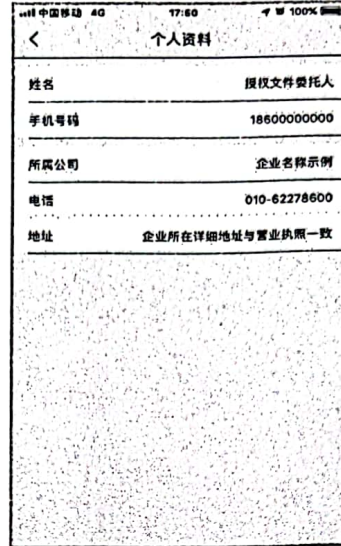 中国移动 4G 17:50 100%
个人资料
姓名 授权文件委托人
手机号码 18600000000
所属公司 企业名称示例
电话 010-62278600
地址 企业所在详细地址与营业执照一致